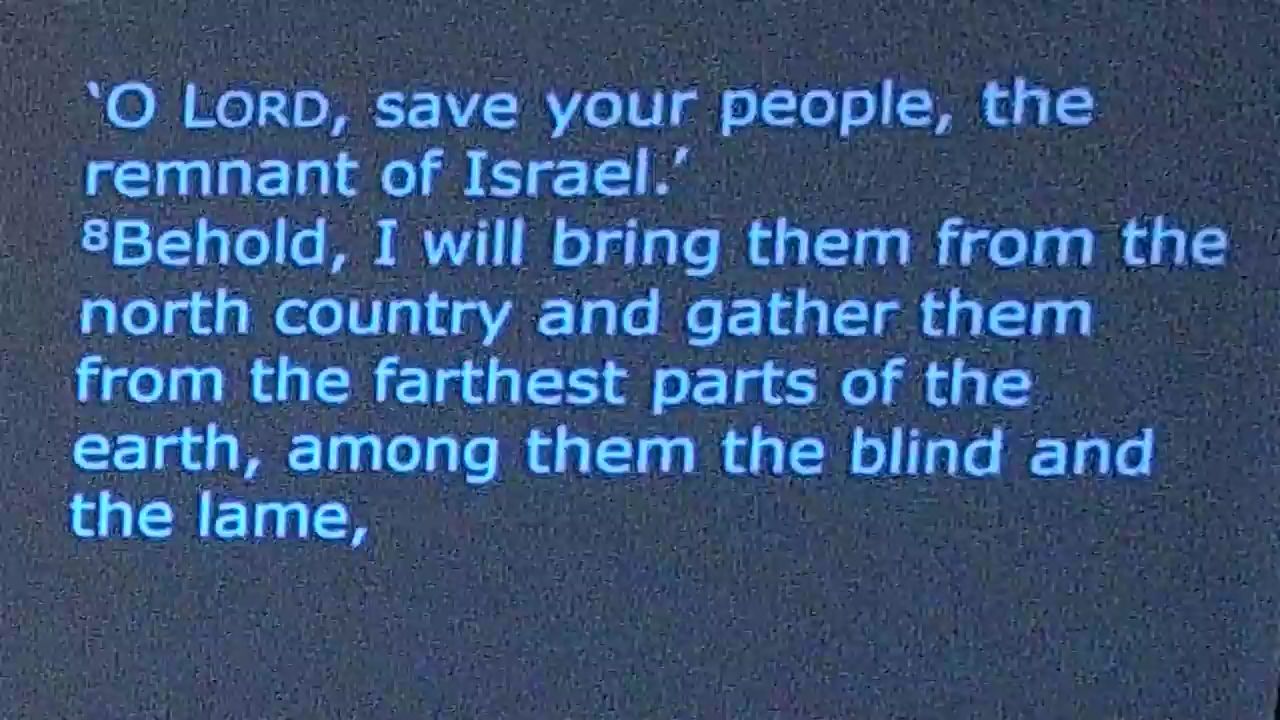 ‘O LORD, save your people, the
remnant of Israel.’
8Behold, I will bring them from the
north country and gather them
from the farthest parts of the
earth, among them the blind and
the lame,